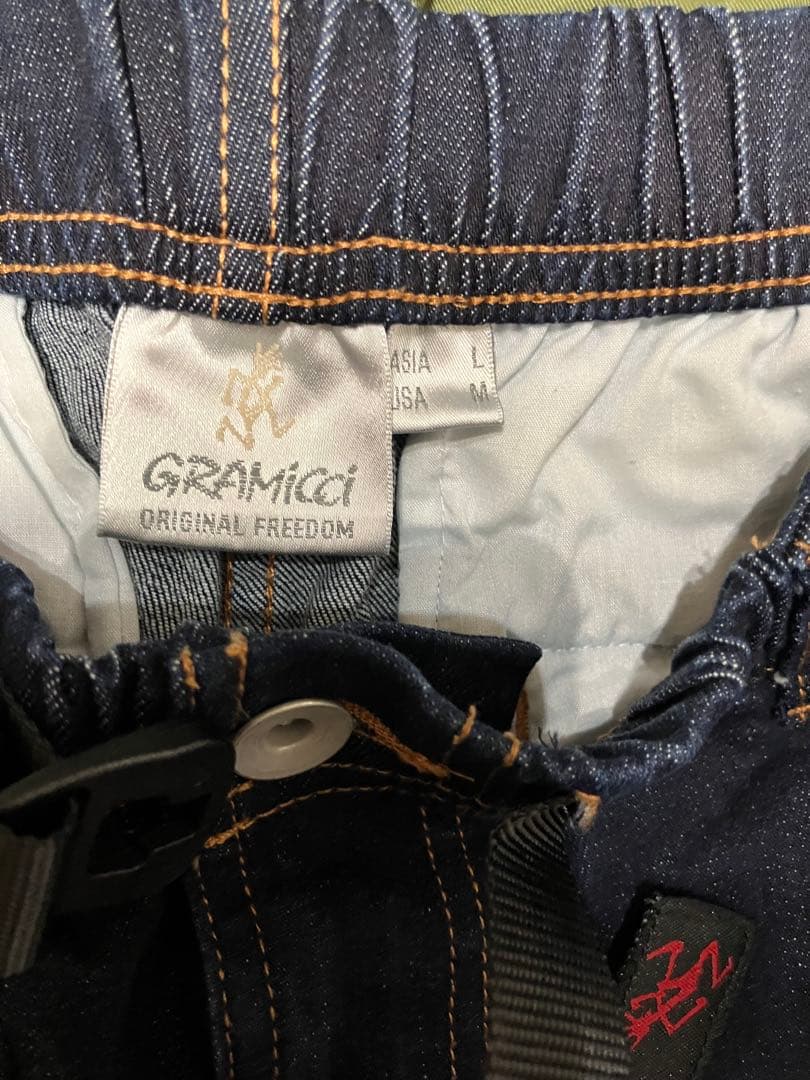 GRAMicci
ORIGINAL FREEDOM
ASIA L
USA M